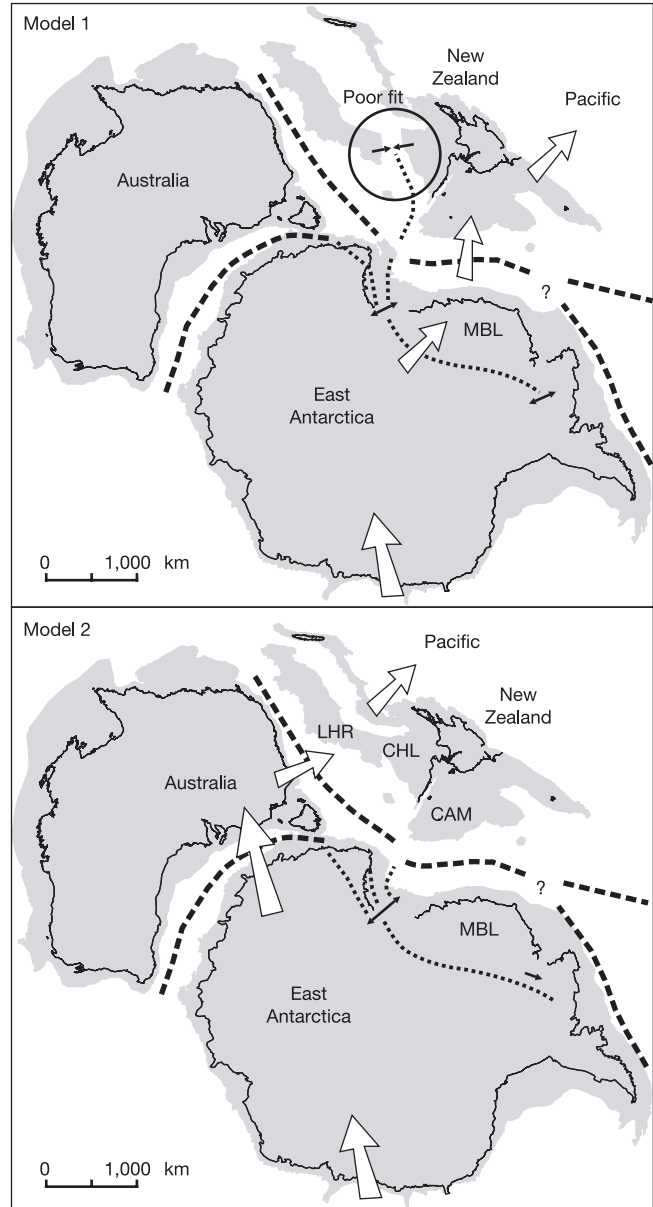 Model 1
New
Zealand
Pacific
Poor fit
Australia
?
MBL
East
Antarctica
0 1,000 km
Model 2
Pacific
New
Zealand
LHR
CHL
Australia
CAM
?
MBL
East
Antarctica
0 1,000 km